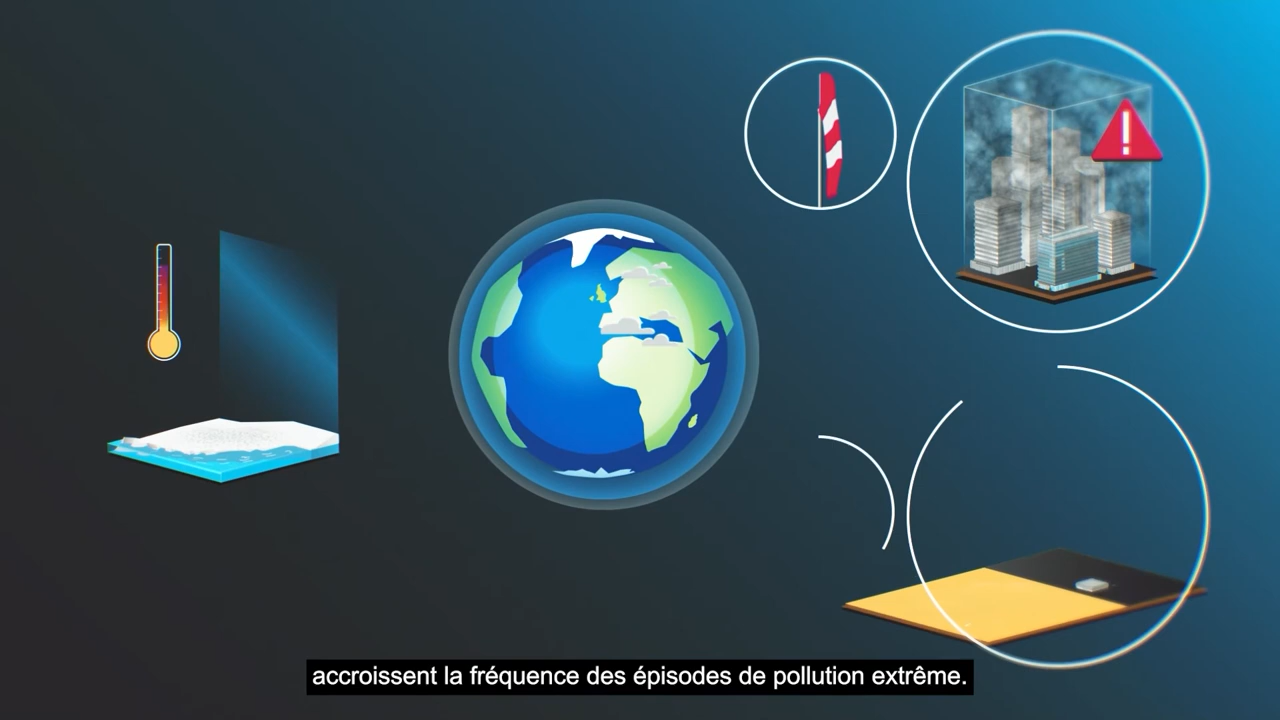 accroissent la fréquence des épisodes de pollution extrême.